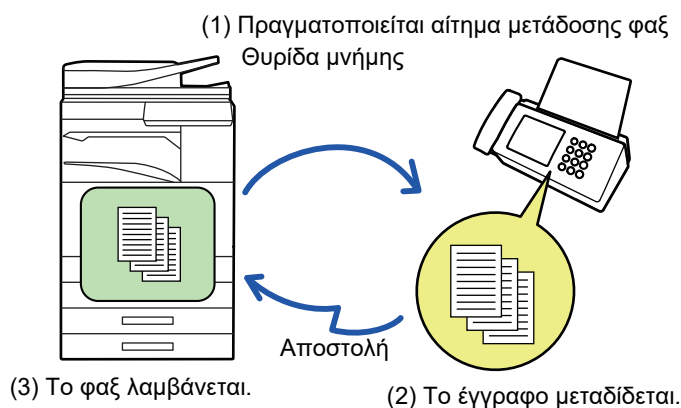 (1) Πραγματοποιείται αίτημα μετάδοσης φαξ
Θυρίδα μνήμης
Αποστολή
(3) Το φαξ λαμβάνεται.
(2) Το έγγραφο μεταδίδεται.